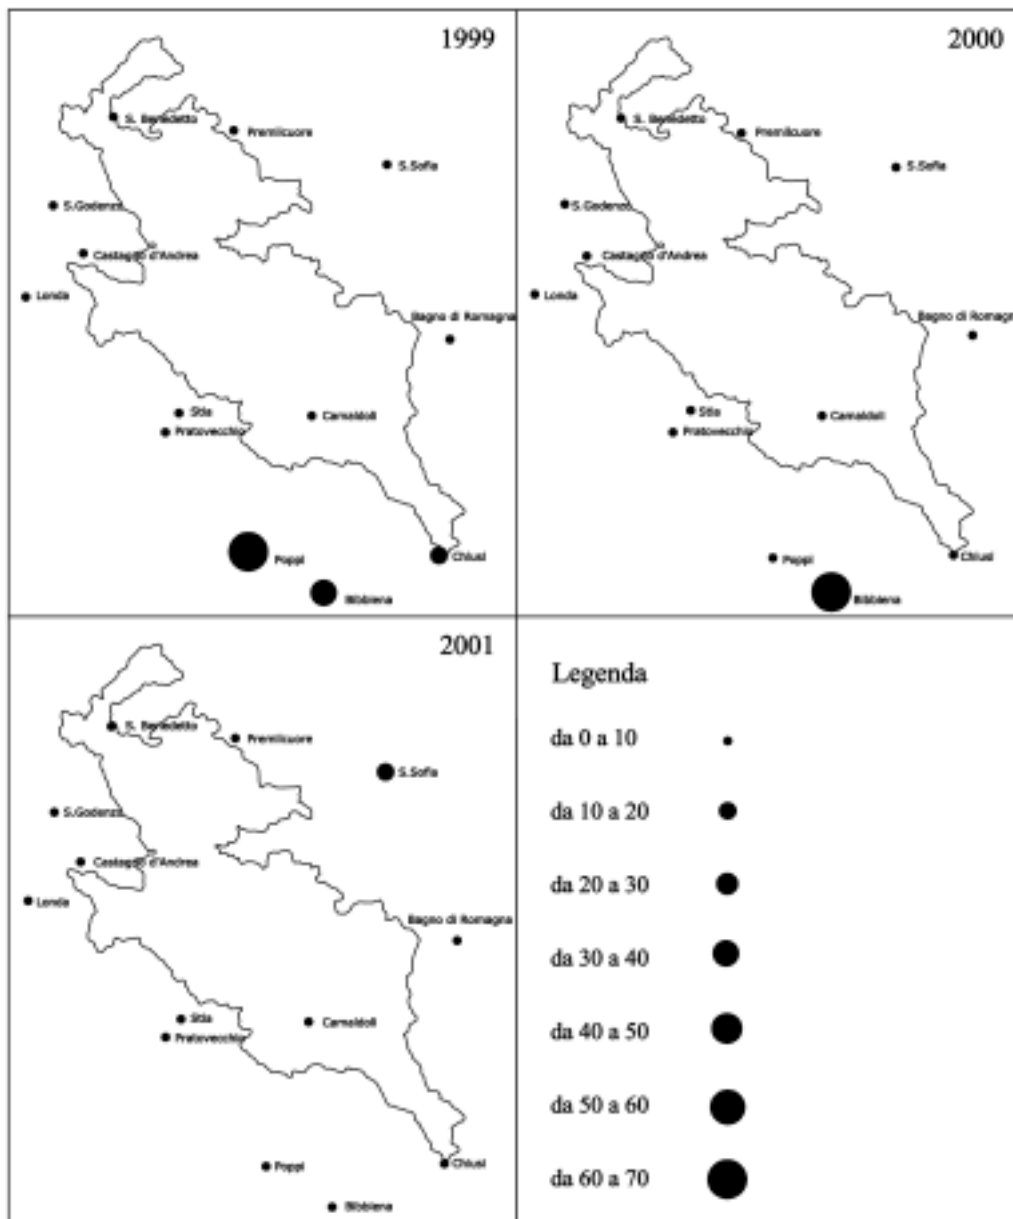 1999
S. Benedetto
Premilcuore
S.Sofia
S.Godenzo
Castagno d'Andrea
Londa
Bagno di Romagna
Stia
Camaldoli
Pratovecchio
Poppi
Chiusi
Bibbiena
2000
S. Benedetto
Premilcuore
S.Sofia
S.Godenzo
Castagno d'Andrea
Londa
Bagno di Romagn
Stia
Camaldoli
Pratovecchio
Poppi
Chiusi
Bibbiena
2001
S. Benedetto
Premilcuore
S.Sofia
S.Godenzo
Castagno d'Andrea
Londa
Bagno di Romagna
Stia
Camaldoli
Pratovecchio
Chiusi
Poppi
Bibbiena
Legenda
da 0 a 10
da 10 a 20
da 20 a 30
da 30 a 40
da 40 a 50
da 50 a 60
da 60 a 70